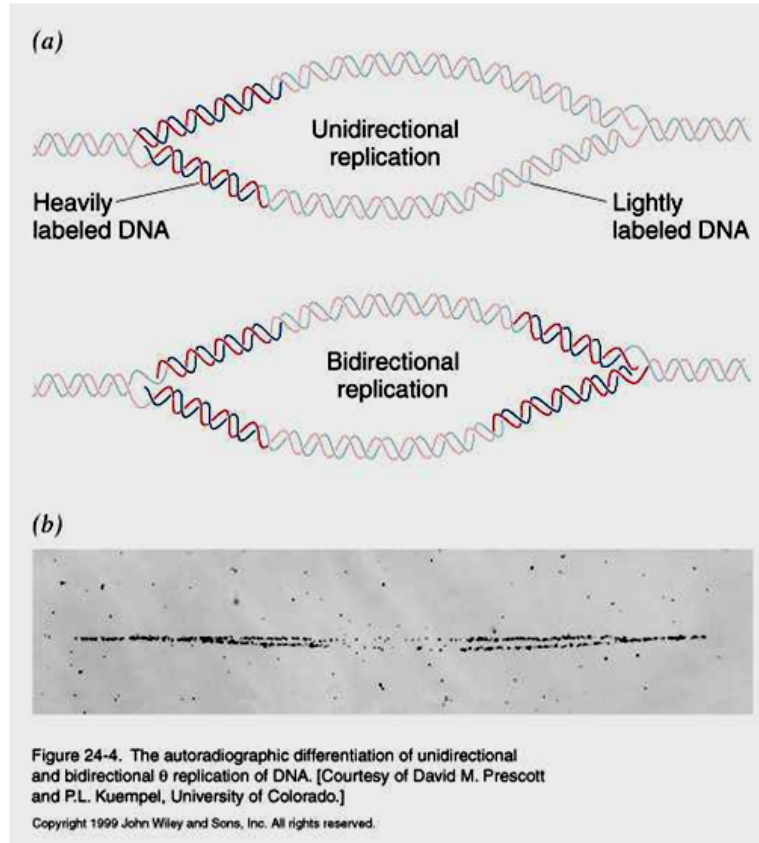 (a)
Unidirectional
replication
Heavily
labeled DNA
Lightly
labeled DNA
Bidirectional
replication
(b)
Figure 24-4. The autoradiographic differentiation of unidirectional
and bidirectional θ replication of DNA. [Courtesy of David M. Prescott
and P.L. Kuempel, University of Colorado.]
Copyright 1999 John Wiley and Sons, Inc. All rights reserved.